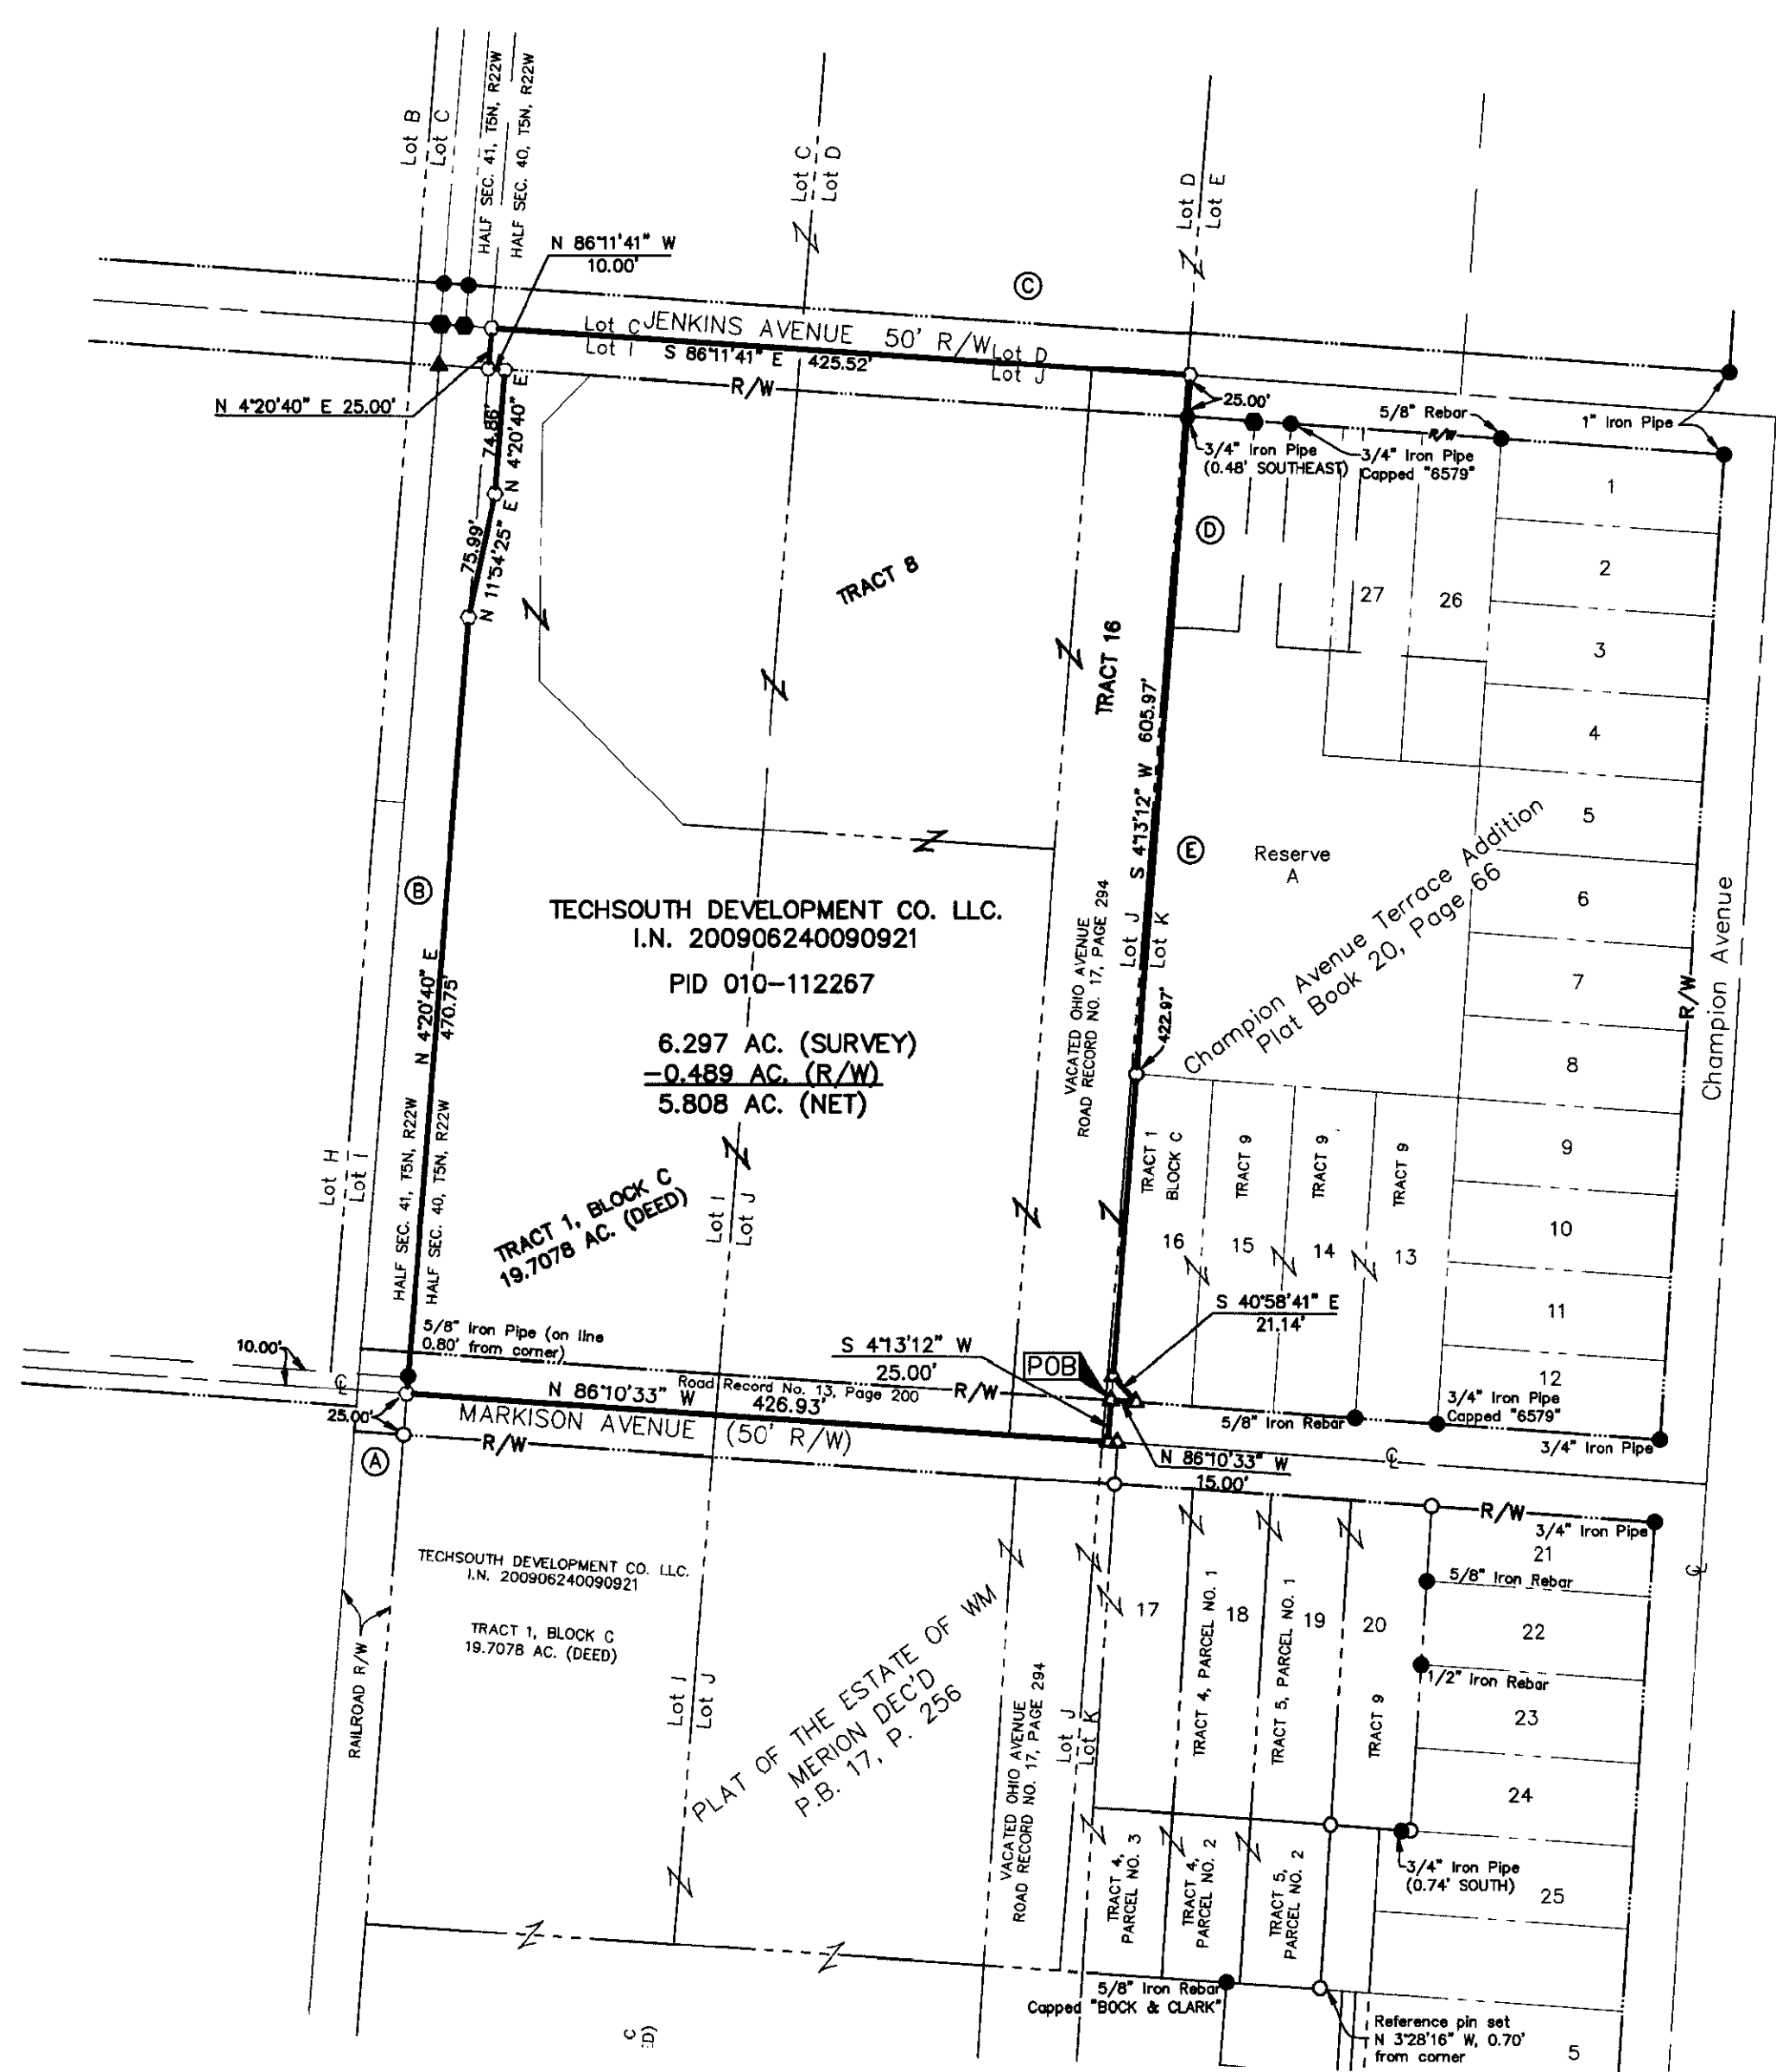 Lot B
Lot C
HALF SEC. 41, T5N, R22W
HALF SEC. 40, T5N, R22W
Lot C
Lot D
Lot D
Lot E
N 86°11'41" W
10.00'
C
Lot C
JENKINS AVENUE 50' R/W
Lot D
Lot I
S 86°11'41" E 425.52'
Lot J
R/W
N 4°20'40" E 25.00'
74.86'
N 4°20'40" E
75.99'
N 11°54'25" E
25.00'
3/4" Iron Pipe
(0.48' SOUTHEAST)
5/8" Rebar
R/W
3/4" Iron Pipe
Capped "6579"
1" Iron Pipe
1
2
3
4
5
6
7
8
9
10
11
12
27
26
D
TRACT 8
TRACT 16
S 4°13'12" W 605.97'
E
Reserve
A
Champion Avenue Terrace Addition
Plat Book 20, Page 66
R/W
Champion Avenue
B
TECHSOUTH DEVELOPMENT CO. LLC.
I.N. 200906240090921
PID 010-112267
6.297 AC. (SURVEY)
-0.489 AC. (R/W)
5.808 AC. (NET)
VACATED OHIO AVENUE
ROAD RECORD NO. 17, PAGE 294
Lot J
Lot K
422.97'
N 4°20'40" E
470.75'
HALF SEC. 41, T5N, R22W
HALF SEC. 40, T5N, R22W
Lot H
Lot I
TRACT 1, BLOCK C
19.7078 AC. (DEED)
Lot I
Lot J
TRACT 1
BLOCK C
16
TRACT 9
15
TRACT 9
14
TRACT 9
13
S 40°58'41" E
21.14'
5/8" Iron Pipe (on line
0.80' from corner)
10.00'
℄
25.00'
S 4°13'12" W
25.00'
POB
N 86°10'33" W
426.93'
Road Record No. 13, Page 200
R/W
MARKISON AVENUE (50' R/W)
R/W
A
5/8" Iron Rebar
3/4" Iron Pipe
Capped "6579"
3/4" Iron Pipe
N 86°10'33" W
15.00'
℄
R/W
3/4" Iron Pipe
21
5/8" Iron Rebar
22
1/2" Iron Rebar
23
24
25
℄
TECHSOUTH DEVELOPMENT CO. LLC.
I.N. 200906240090921
TRACT 1, BLOCK C
19.7078 AC. (DEED)
RAILROAD R/W
Lot I
Lot J
PLAT OF THE ESTATE OF WM
MERION DEC'D
P.B. 17, P. 256
VACATED OHIO AVENUE
ROAD RECORD NO. 17, PAGE 294
Lot J
Lot K
17
TRACT 4, PARCEL NO. 1
18
TRACT 5, PARCEL NO. 1
19
20
TRACT 9
TRACT 4,
PARCEL NO. 3
TRACT 4,
PARCEL NO. 2
TRACT 5,
PARCEL NO. 2
3/4" Iron Pipe
(0.74' SOUTH)
5/8" Iron Rebar
Capped "BOCK & CLARK"
Reference pin set
N 3°28'16" W, 0.70'
from corner
5
C
ED)